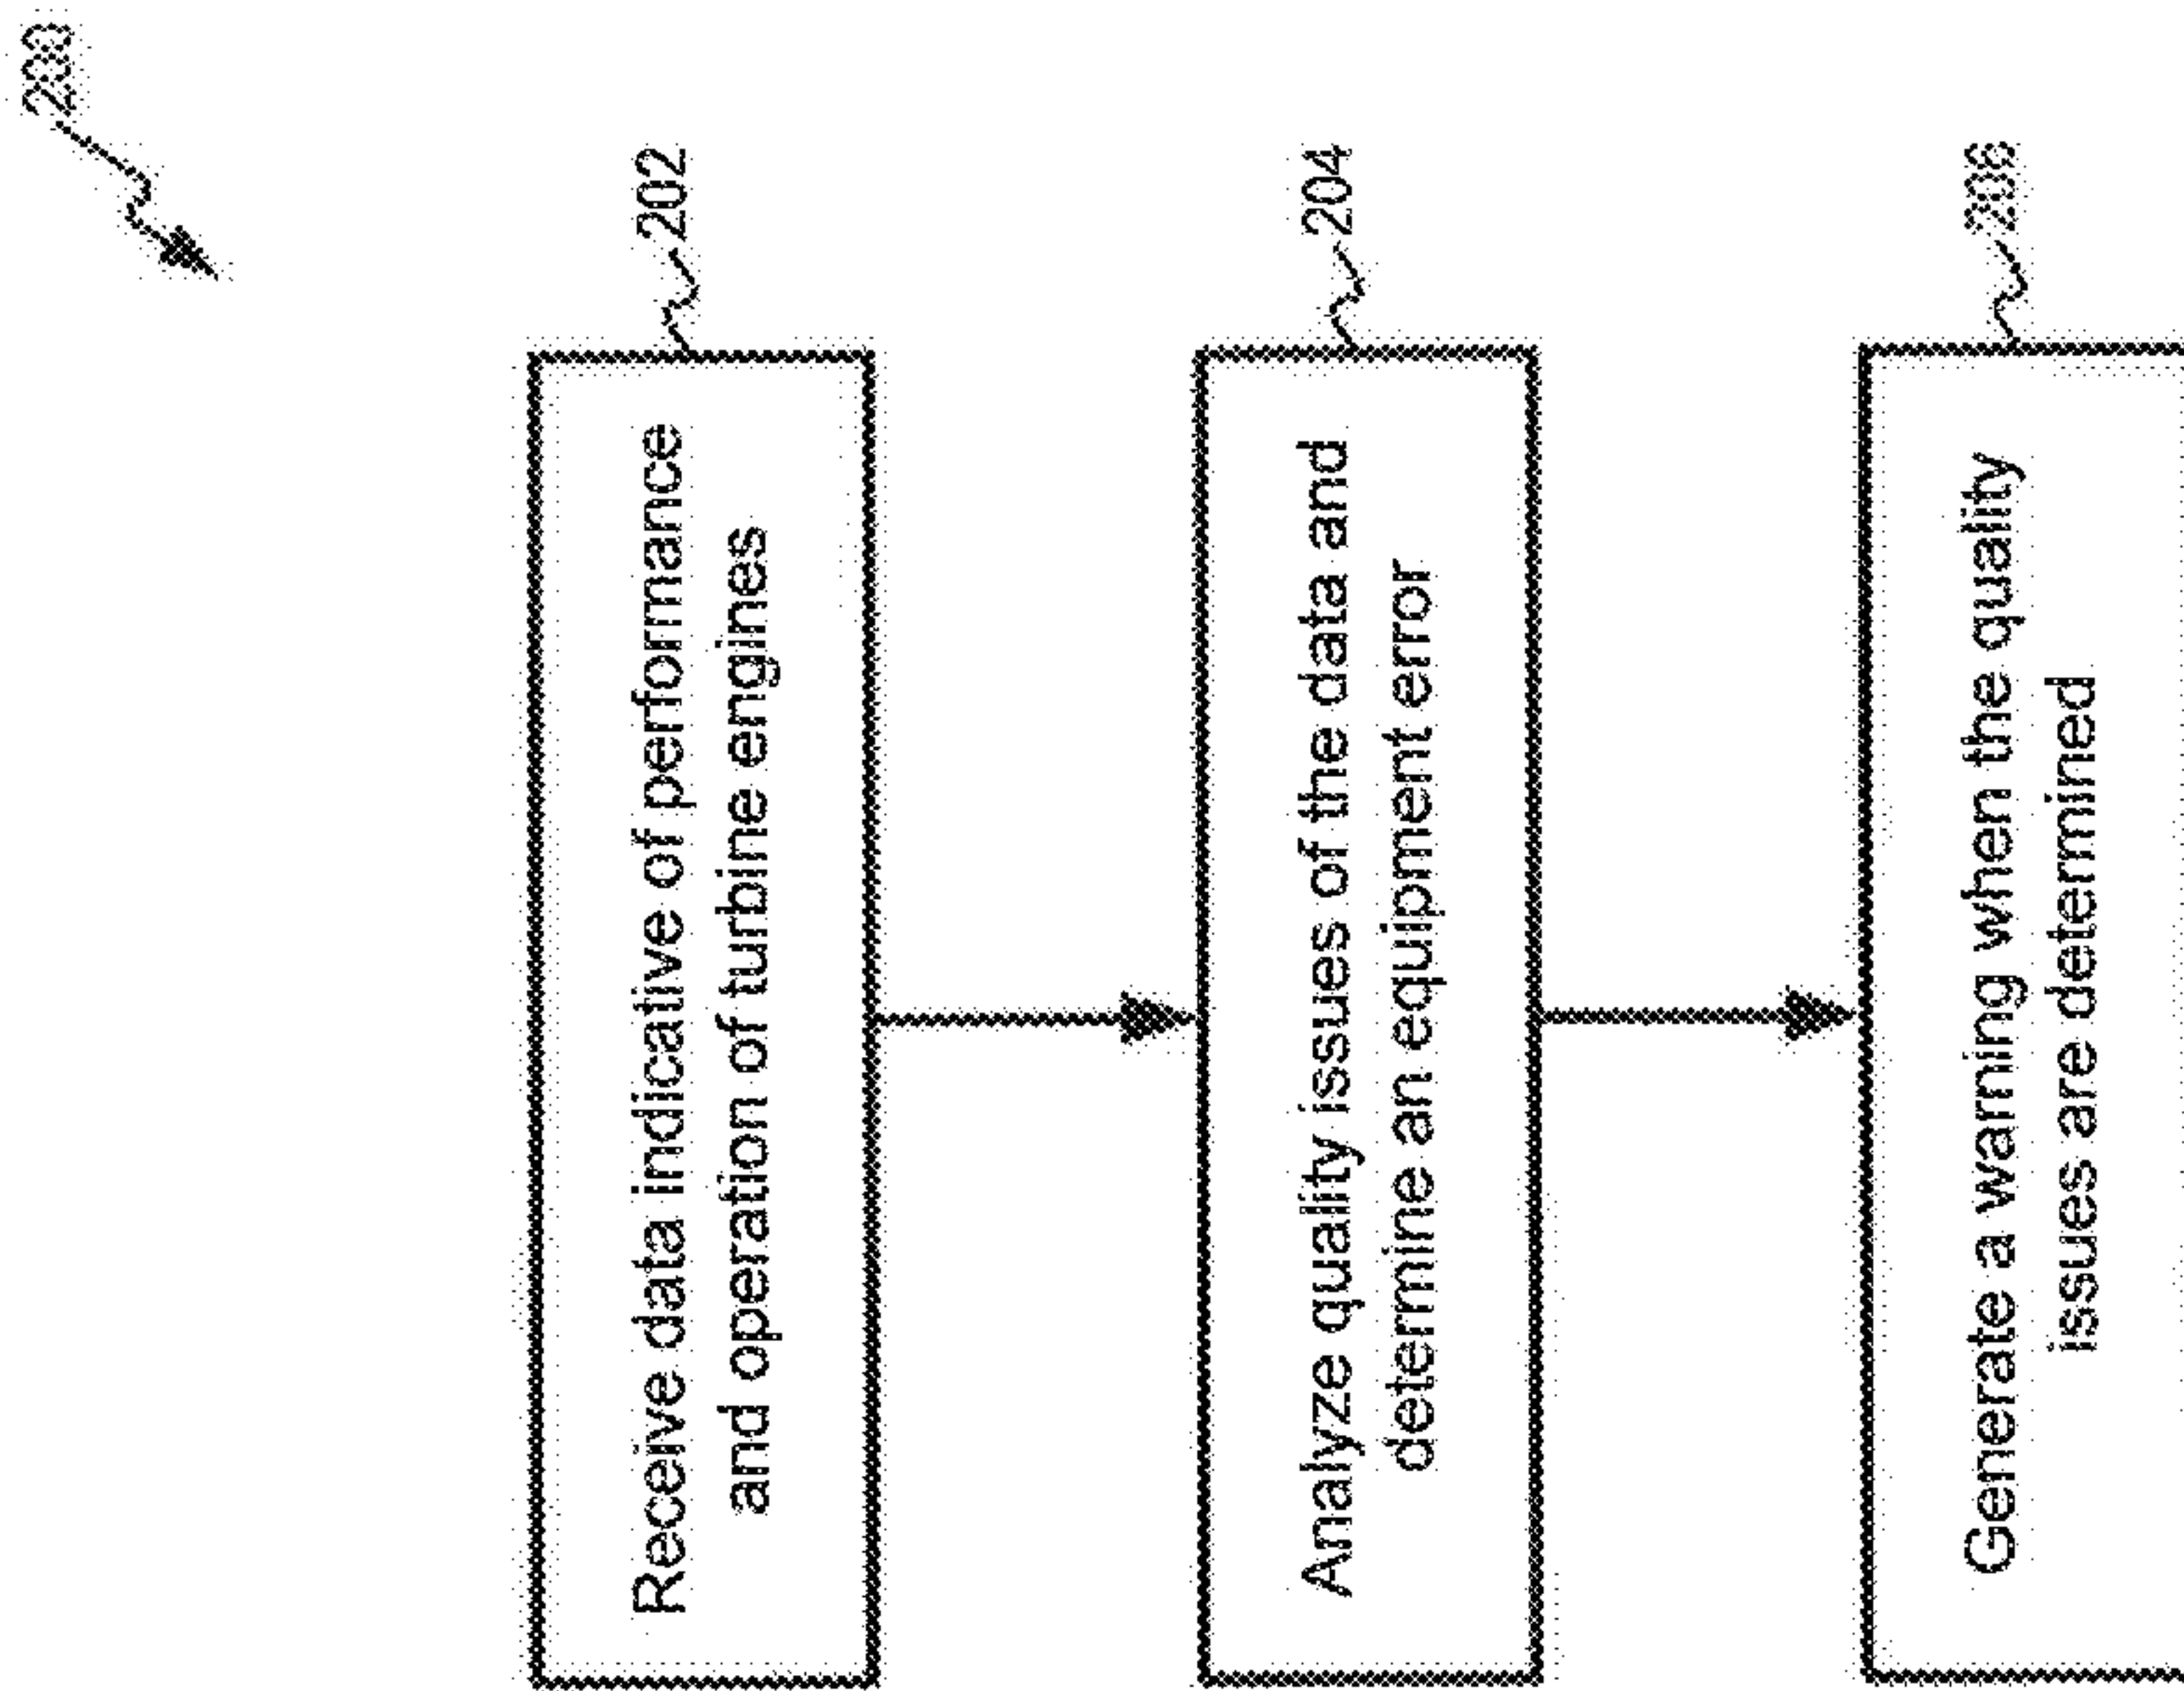 200
Receive data indicative of performance
and operation of turbine engines
202
Analyze quality issues of the data and
determine an equipment error
204
Generate a warning when the quality
issues are determined